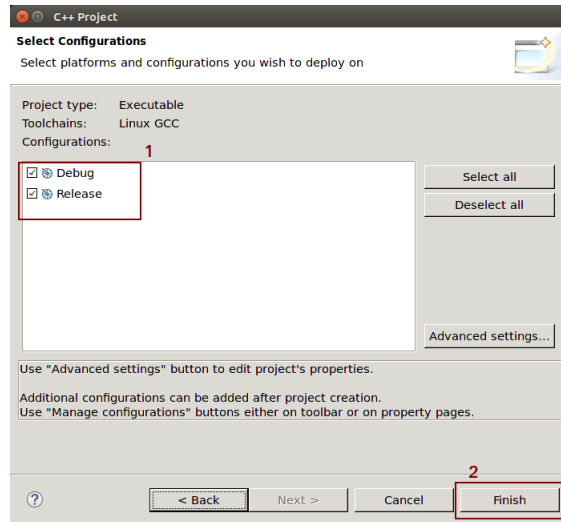 C++ Project
Select Configurations
Select platforms and configurations you wish to deploy on
Project type: Executable
Toolchains: Linux GCC
Configurations:
1
Debug
Release
Select all
Deselect all
Advanced settings...
Use "Advanced settings" button to edit project's properties.
Additional configurations can be added after project creation.
Use "Manage configurations" buttons either on toolbar or on property pages.
2
?
< Back
Next >
Cancel
Finish